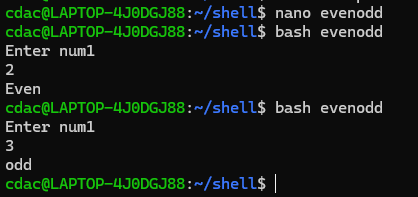 cdac@LAPTOP-4J0DGJ88:~/shell$ nano evenodd
cdac@LAPTOP-4J0DGJ88:~/shell$ bash evenodd
Enter num1
2
Even
cdac@LAPTOP-4J0DGJ88:~/shell$ bash evenodd
Enter num1
3
odd
cdac@LAPTOP-4J0DGJ88:~/shell$